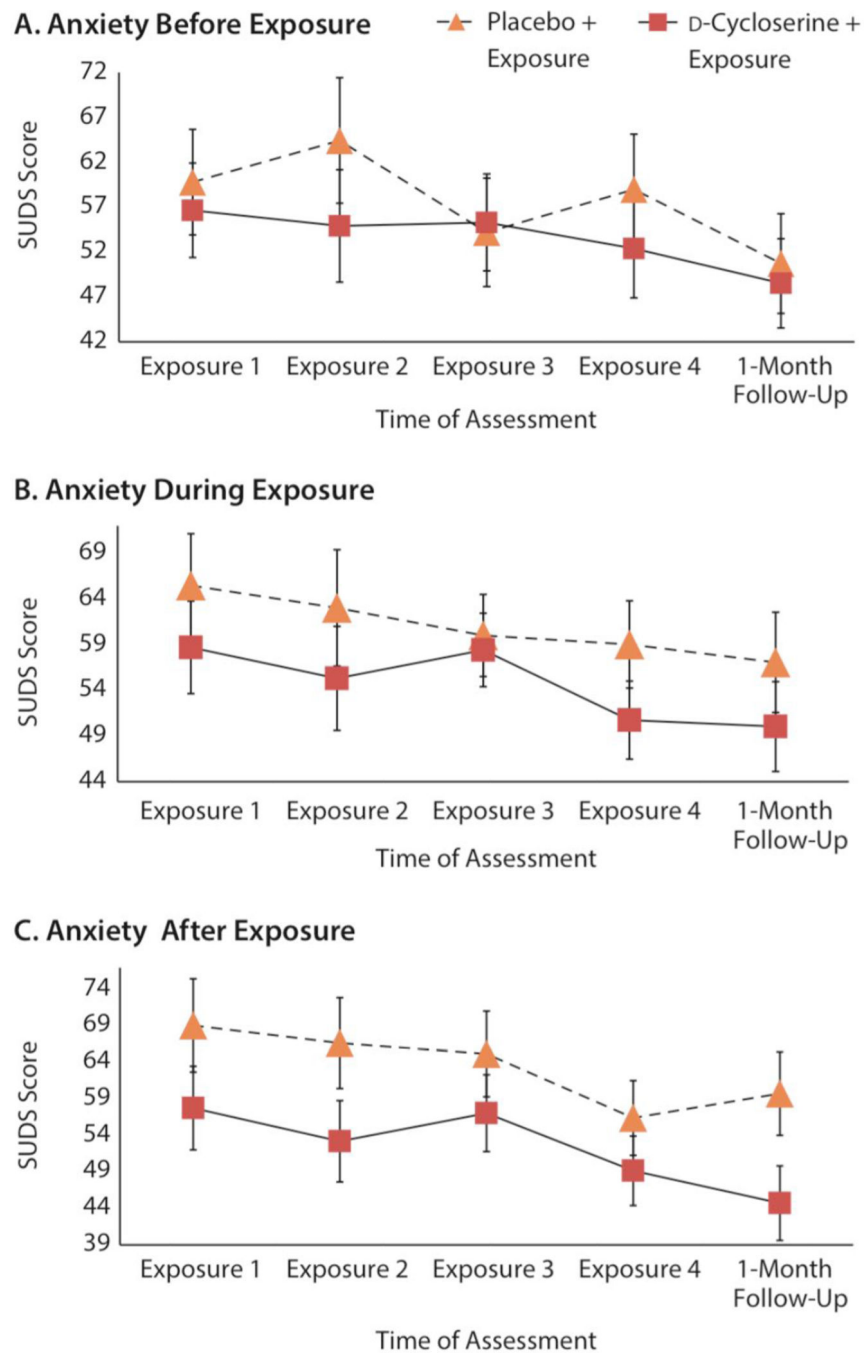 A. Anxiety Before Exposure
Placebo +
Exposure
D-Cycloserine +
Exposure
SUDS Score
72
67
62
57
52
47
42
Exposure 1 Exposure 2 Exposure 3 Exposure 4 1-Month
Follow-Up
Time of Assessment
B. Anxiety During Exposure
SUDS Score
69
64
59
54
49
44
Exposure 1 Exposure 2 Exposure 3 Exposure 4 1-Month
Follow-Up
Time of Assessment
C. Anxiety After Exposure
SUDS Score
74
69
64
59
54
49
44
39
Exposure 1 Exposure 2 Exposure 3 Exposure 4 1-Month
Follow-Up
Time of Assessment